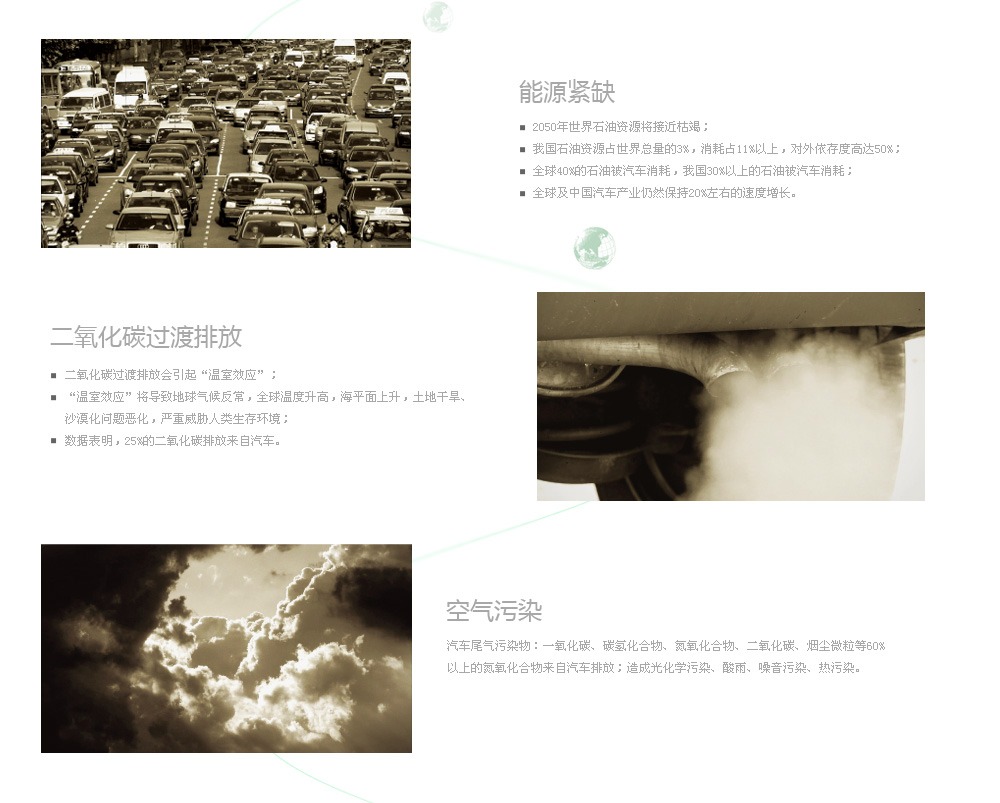 能源紧缺
■ 2050年世界石油资源将接近枯竭；
■ 我国石油资源占世界总量的3%，消耗占11%以上，对外依存度高达50%；
■ 全球40%的石油被汽车消耗，我国30%以上的石油被汽车消耗；
■ 全球及中国汽车产业仍然保持20%左右的速度增长。
二氧化碳过渡排放
■ 二氧化碳过渡排放会引起“温室效应”；
■ “温室效应”将导致地球气候反常，全球温度升高，海平面上升，土地干旱、
沙漠化问题恶化，严重威胁人类生存环境；
■ 数据表明，25%的二氧化碳排放来自汽车。
空气污染
汽车尾气污染物：一氧化碳、碳氢化合物、氮氧化合物、二氧化碳、烟尘微粒等60%
以上的氮氧化合物来自汽车排放；造成光化学污染、酸雨、噪音污染、热污染。